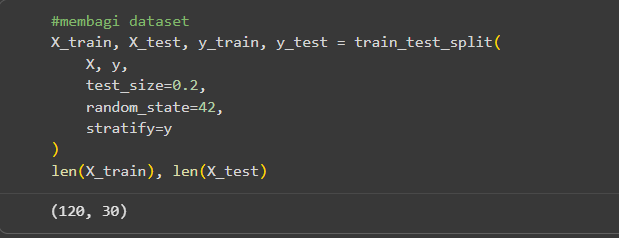 #membagi dataset
X_train, X_test, y_train, y_test = train_test_split(
    X, y,
    test_size=0.2,
    random_state=42,
    stratify=y
)
len(X_train), len(X_test)
(120, 30)